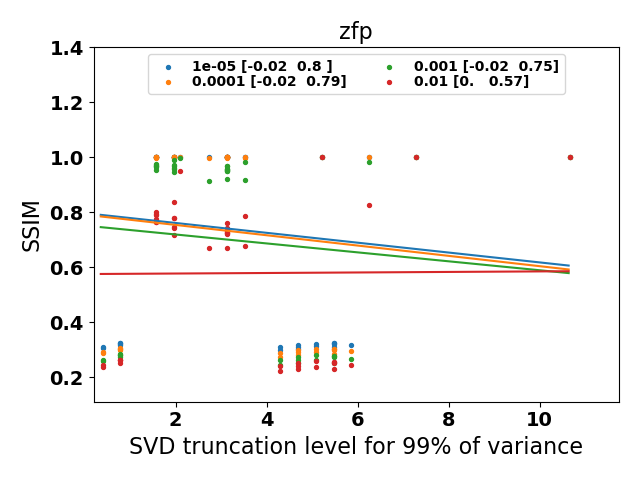 zfp
1e-05 [-0.02  0.8 ]
0.0001 [-0.02  0.79]
0.001 [-0.02  0.75]
0.01 [0.   0.57]
1.4
1.2
1.0
0.8
0.6
0.4
0.2
SSIM
2 4 6 8 10
SVD truncation level for 99% of variance